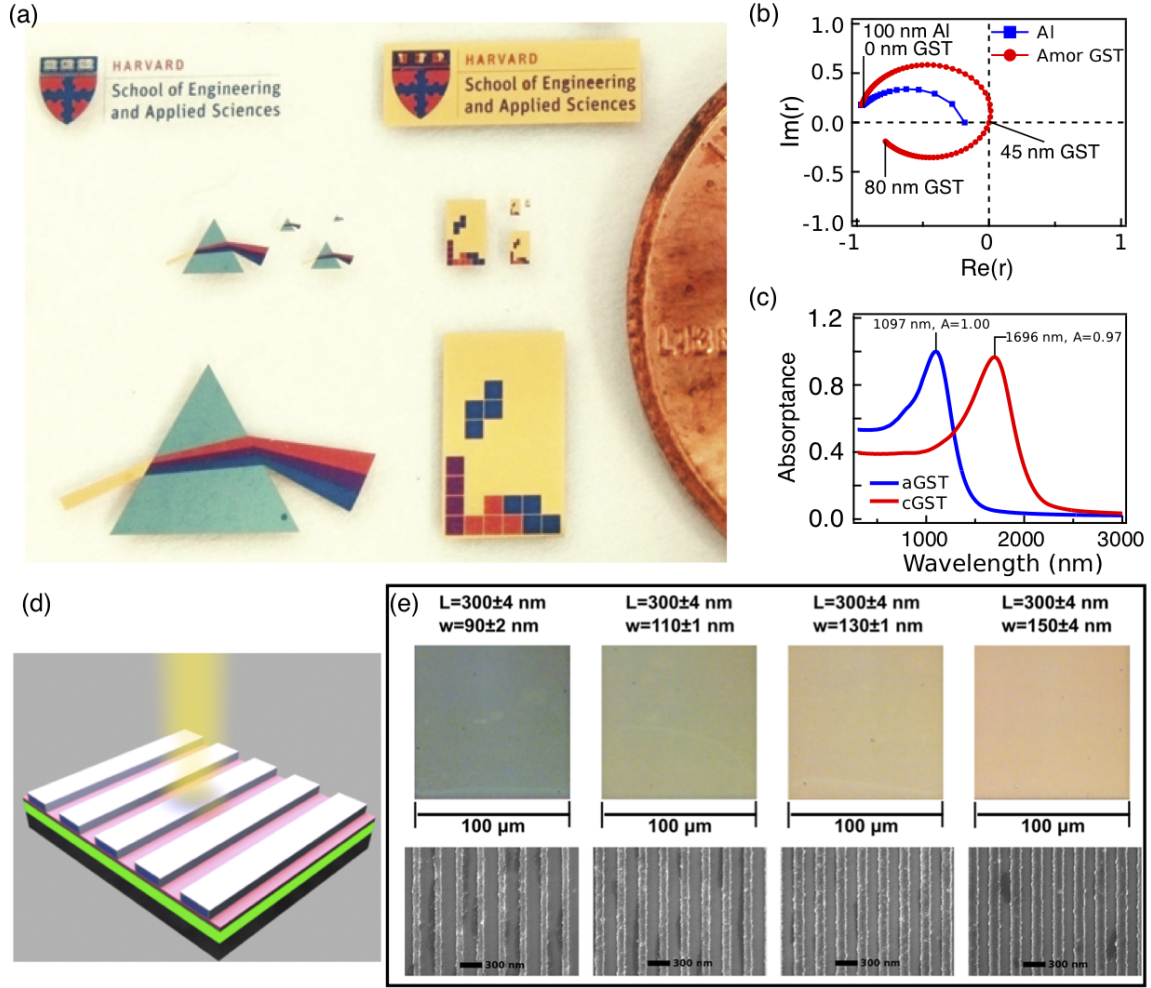 (a)
HARVARD
School of Engineering
and Applied Sciences
HARVARD
School of Engineering
and Applied Sciences
(b)
1.0
0.5
0.0
-0.5
-1.0
Im(r)
100 nm Al
0 nm GST
Al
Amor GST
45 nm GST
80 nm GST
-1
0
1
Re(r)
(c)
1.2
0.8
0.4
0.0
Absorptance
1097 nm, A=1.00
1696 nm, A=0.97
aGST
cGST
1000
2000
3000
Wavelength (nm)
(d)
(e)
L=300±4 nm
w=90±2 nm
L=300±4 nm
w=110±1 nm
L=300±4 nm
w=130±1 nm
L=300±4 nm
w=150±4 nm
100 μm
100 μm
100 μm
100 μm
300 nm
300 nm
300 nm
300 nm